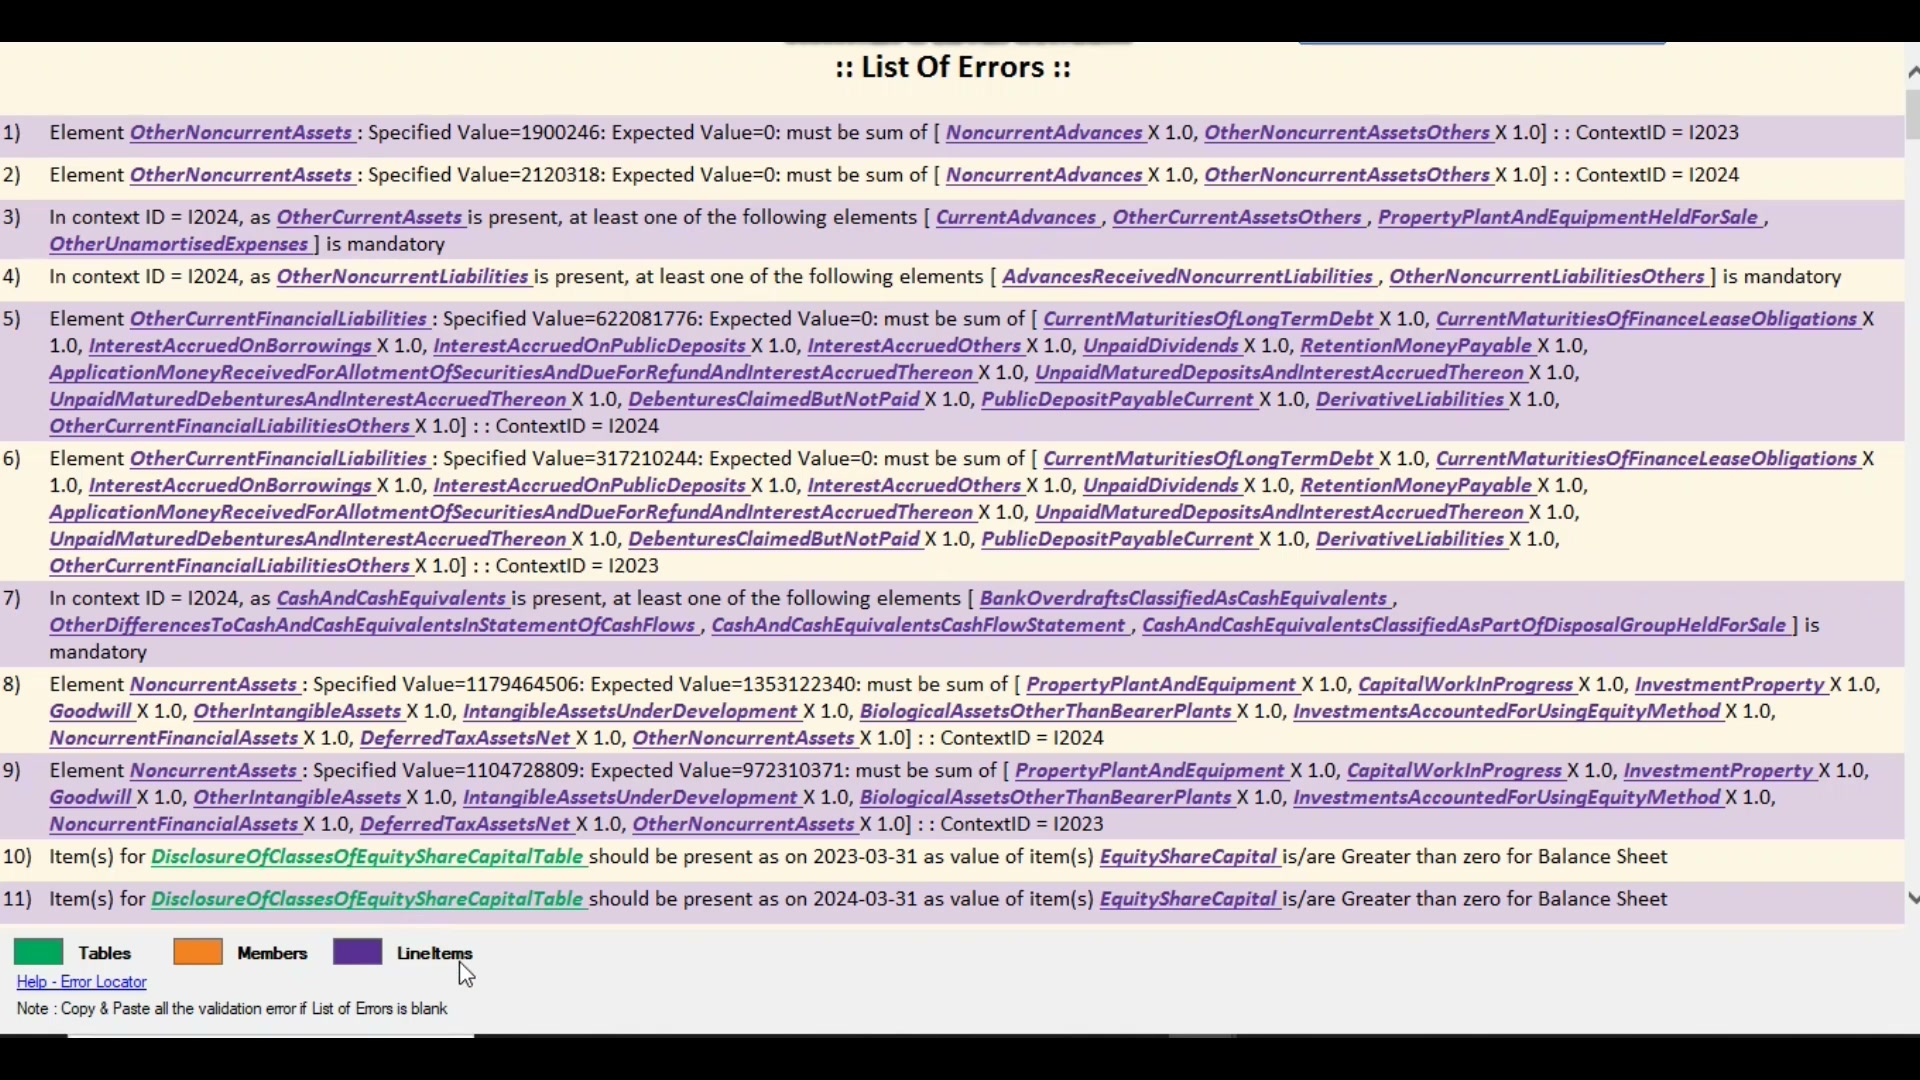 :: List Of Errors ::
1) Element OtherNoncurrentAssets : Specified Value=1900246: Expected Value=0: must be sum of [ NoncurrentAdvances X 1.0, OtherNoncurrentAssetsOthers X 1.0] : : ContextID = I2023
2) Element OtherNoncurrentAssets : Specified Value=2120318: Expected Value=0: must be sum of [ NoncurrentAdvances X 1.0, OtherNoncurrentAssetsOthers X 1.0] : : ContextID = I2024
3) In context ID = I2024, as OtherCurrentAssets is present, at least one of the following elements [ CurrentAdvances , OtherCurrentAssetsOthers , PropertyPlantAndEquipmentHeldForSale ,
OtherUnamortisedExpenses ] is mandatory
4) In context ID = I2024, as OtherNoncurrentLiabilities is present, at least one of the following elements [ AdvancesReceivedNoncurrentLiabilities , OtherNoncurrentLiabilitiesOthers ] is mandatory
5) Element OtherCurrentFinancialLiabilities : Specified Value=622081776: Expected Value=0: must be sum of [ CurrentMaturitiesOfLongTermDebt X 1.0, CurrentMaturitiesOfFinanceLeaseObligations X
1.0, InterestAccruedOnBorrowings X 1.0, InterestAccruedOnPublicDeposits X 1.0, InterestAccruedOthers X 1.0, UnpaidDividends X 1.0, RetentionMoneyPayable X 1.0,
ApplicationMoneyReceivedForAllotmentOfSecuritiesAndDueForRefundAndInterestAccruedThereon X 1.0, UnpaidMaturedDepositsAndInterestAccruedThereon X 1.0,
UnpaidMaturedDebenturesAndInterestAccruedThereon X 1.0, DebenturesClaimedButNotPaid X 1.0, PublicDepositPayableCurrent X 1.0, DerivativeLiabilities X 1.0,
OtherCurrentFinancialLiabilitiesOthers X 1.0] : : ContextID = I2024
6) Element OtherCurrentFinancialLiabilities : Specified Value=317210244: Expected Value=0: must be sum of [ CurrentMaturitiesOfLongTermDebt X 1.0, CurrentMaturitiesOfFinanceLeaseObligations X
1.0, InterestAccruedOnBorrowings X 1.0, InterestAccruedOnPublicDeposits X 1.0, InterestAccruedOthers X 1.0, UnpaidDividends X 1.0, RetentionMoneyPayable X 1.0,
ApplicationMoneyReceivedForAllotmentOfSecuritiesAndDueForRefundAndInterestAccruedThereon X 1.0, UnpaidMaturedDepositsAndInterestAccruedThereon X 1.0,
UnpaidMaturedDebenturesAndInterestAccruedThereon X 1.0, DebenturesClaimedButNotPaid X 1.0, PublicDepositPayableCurrent X 1.0, DerivativeLiabilities X 1.0,
OtherCurrentFinancialLiabilitiesOthers X 1.0] : : ContextID = I2023
7) In context ID = I2024, as CashAndCashEquivalents is present, at least one of the following elements [ BankOverdraftsClassifiedAsCashEquivalents ,
OtherDifferencesToCashAndCashEquivalentsInStatementOfCashFlows , CashAndCashEquivalentsCashFlowStatement , CashAndCashEquivalentsClassifiedAsPartOfDisposalGroupHeldForSale ] is
mandatory
8) Element NoncurrentAssets : Specified Value=1179464506: Expected Value=1353122340: must be sum of [ PropertyPlantAndEquipment X 1.0, CapitalWorkInProgress X 1.0, InvestmentProperty X 1.0,
Goodwill X 1.0, OtherIntangibleAssets X 1.0, IntangibleAssetsUnderDevelopment X 1.0, BiologicalAssetsOtherThanBearerPlants X 1.0, InvestmentsAccountedForUsingEquityMethod X 1.0,
NoncurrentFinancialAssets X 1.0, DeferredTaxAssetsNet X 1.0, OtherNoncurrentAssets X 1.0] : : ContextID = I2024
9) Element NoncurrentAssets : Specified Value=1104728809: Expected Value=972310371: must be sum of [ PropertyPlantAndEquipment X 1.0, CapitalWorkInProgress X 1.0, InvestmentProperty X 1.0,
Goodwill X 1.0, OtherIntangibleAssets X 1.0, IntangibleAssetsUnderDevelopment X 1.0, BiologicalAssetsOtherThanBearerPlants X 1.0, InvestmentsAccountedForUsingEquityMethod X 1.0,
NoncurrentFinancialAssets X 1.0, DeferredTaxAssetsNet X 1.0, OtherNoncurrentAssets X 1.0] : : ContextID = I2023
10) Item(s) for DisclosureOfClassesOfEquityShareCapitalTable should be present as on 2023-03-31 as value of item(s) EquityShareCapital is/are Greater than zero for Balance Sheet
11) Item(s) for DisclosureOfClassesOfEquityShareCapitalTable should be present as on 2024-03-31 as value of item(s) EquityShareCapital is/are Greater than zero for Balance Sheet
Tables Members LineItems
Help - Error Locator
Note : Copy & Paste all the validation error if List of Errors is blank